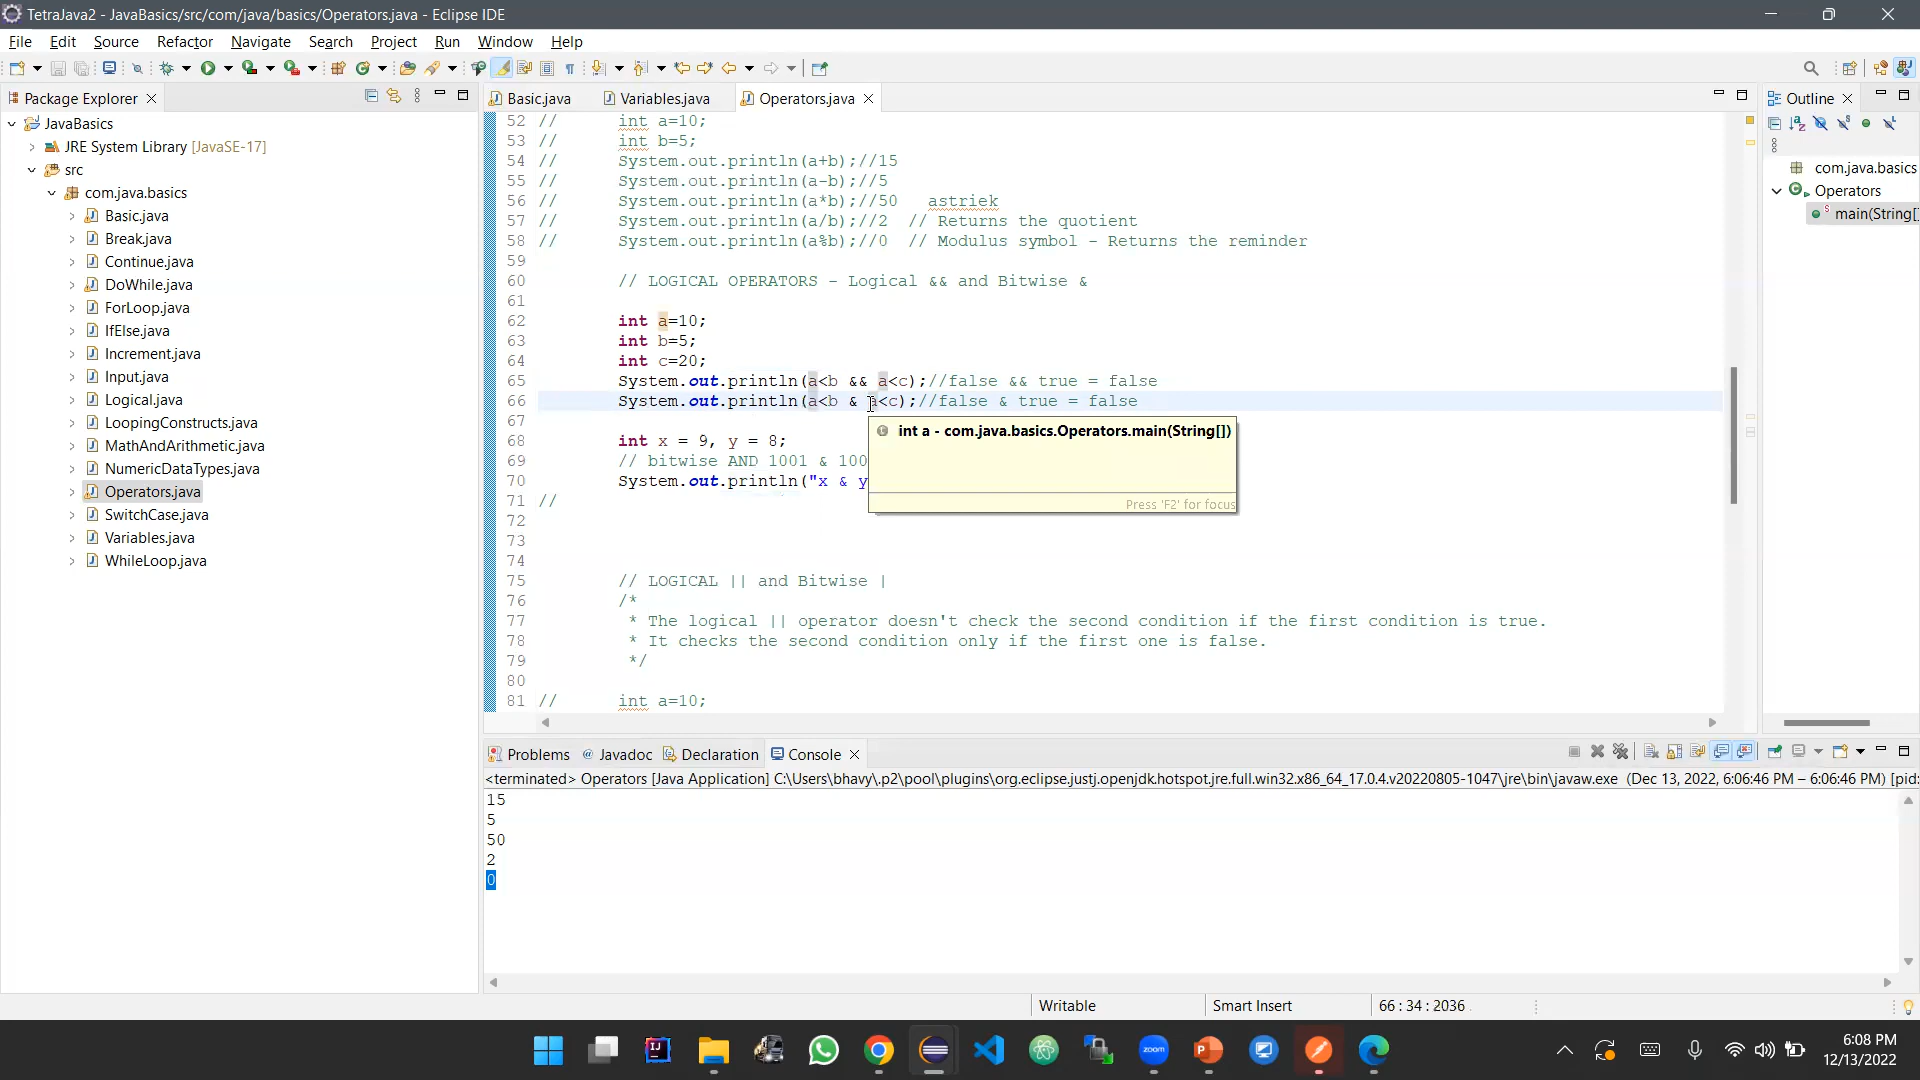 TetraJava2 - JavaBasics/src/com/java/basics/Operators.java - Eclipse IDE
File Edit Source Refactor Navigate Search Project Run Window Help
Package Explorer
JavaBasics
JRE System Library [JavaSE-17]
src
com.java.basics
Basic.java
Break.java
Continue.java
DoWhile.java
ForLoop.java
IfElse.java
Increment.java
Input.java
Logical.java
LoopingConstructs.java
MathAndArithmetic.java
NumericDataTypes.java
Operators.java
SwitchCase.java
Variables.java
WhileLoop.java
Basic.java Variables.java Operators.java
52 // int a=10;
53 // int b=5;
54 // System.out.println(a+b);//15
55 // System.out.println(a-b);//5
56 // System.out.println(a*b);//50 astriek
57 // System.out.println(a/b);//2 // Returns the quotient
58 // System.out.println(a%b);//0 // Modulus symbol - Returns the reminder
59
60 // LOGICAL OPERATORS - Logical && and Bitwise &
61
62 int a=10;
63 int b=5;
64 int c=20;
65 System.out.println(a<b && a<c);//false && true = false
66 System.out.println(a<b & a<c);//false & true = false
67
68 int x = 9, y = 8;
69 // bitwise AND 1001 & 100
70 System.out.println("x & y
71 //
72
73
74
75 // LOGICAL || and Bitwise |
76 /*
77 * The logical || operator doesn't check the second condition if the first condition is true.
78 * It checks the second condition only if the first one is false.
79 */
80
81 // int a=10;
int a - com.java.basics.Operators.main(String[])
Press 'F2' for focus
Outline
com.java.basics
Operators
main(String[]
Problems Javadoc Declaration Console
<terminated> Operators [Java Application] C:\Users\bhavy\.p2\pool\plugins\org.eclipse.justj.openjdk.hotspot.jre.full.win32.x86_64_17.0.4.v20220805-1047\jre\bin\javaw.exe (Dec 13, 2022, 6:06:46 PM – 6:06:46 PM) [pid:
15
5
50
2
0
Writable Smart Insert 66 : 34 : 2036
zoom
6:08 PM
12/13/2022